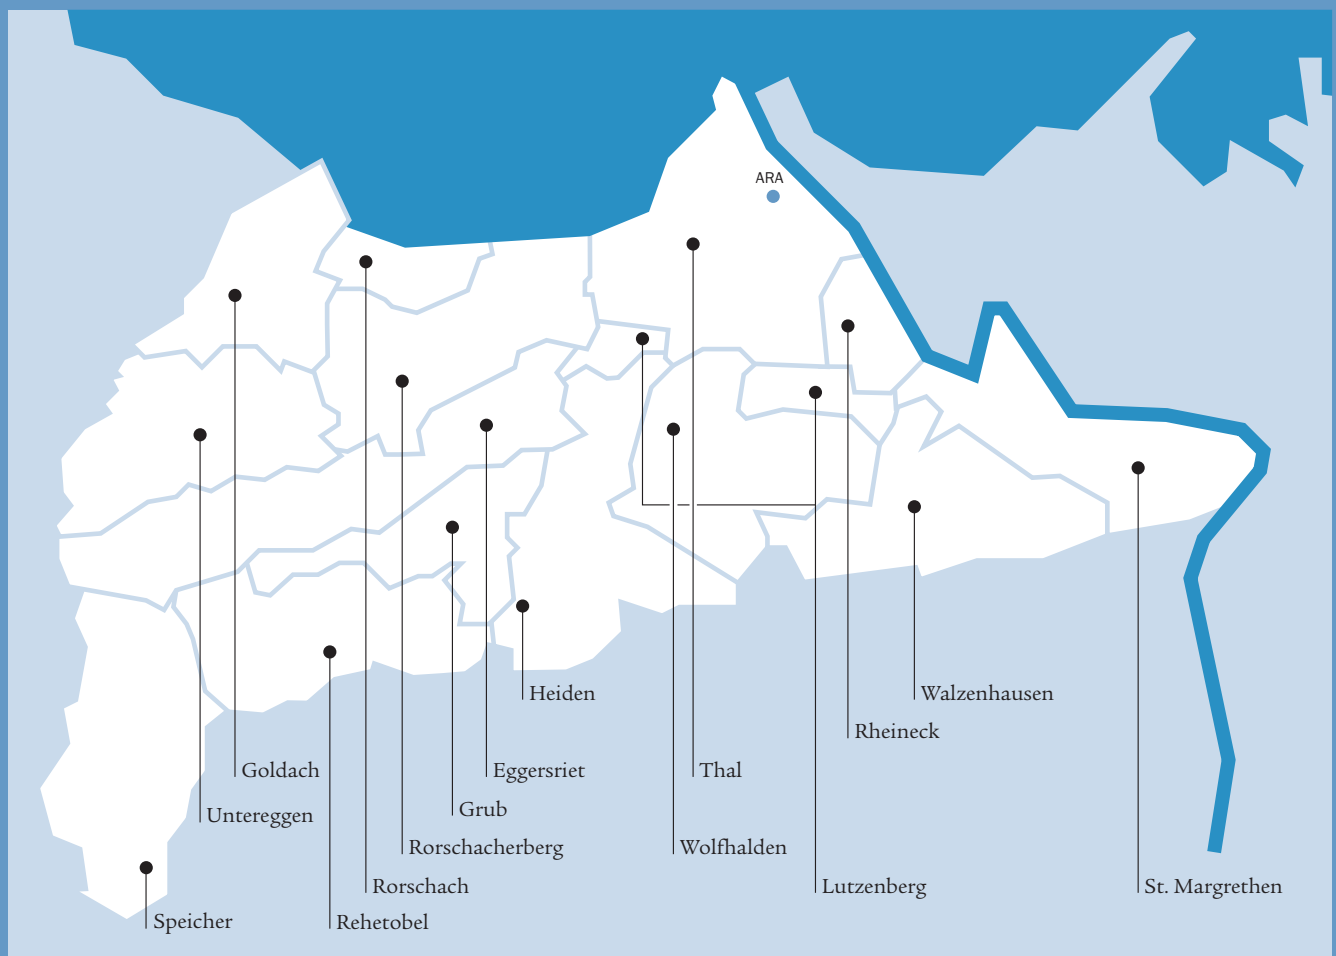 ARA
Heiden
Walzenhausen
Rheineck
Goldach
Eggersriet
Thal
Untereggen
Grub
Rorschacherberg
Wolfhalden
Rorschach
Lutzenberg
St. Margrethen
Speicher
Rehetobel